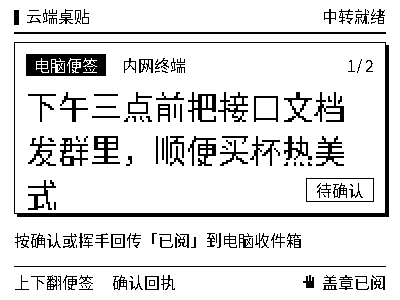 云端桌贴 中转就绪
电脑便签 内网终端 1/2
下午三点前把接口文档
发群里，顺便买杯热美
式
待确认
按确认或挥手回传「已阅」到电脑收件箱
上下翻便签 确认回执 盖章已阅